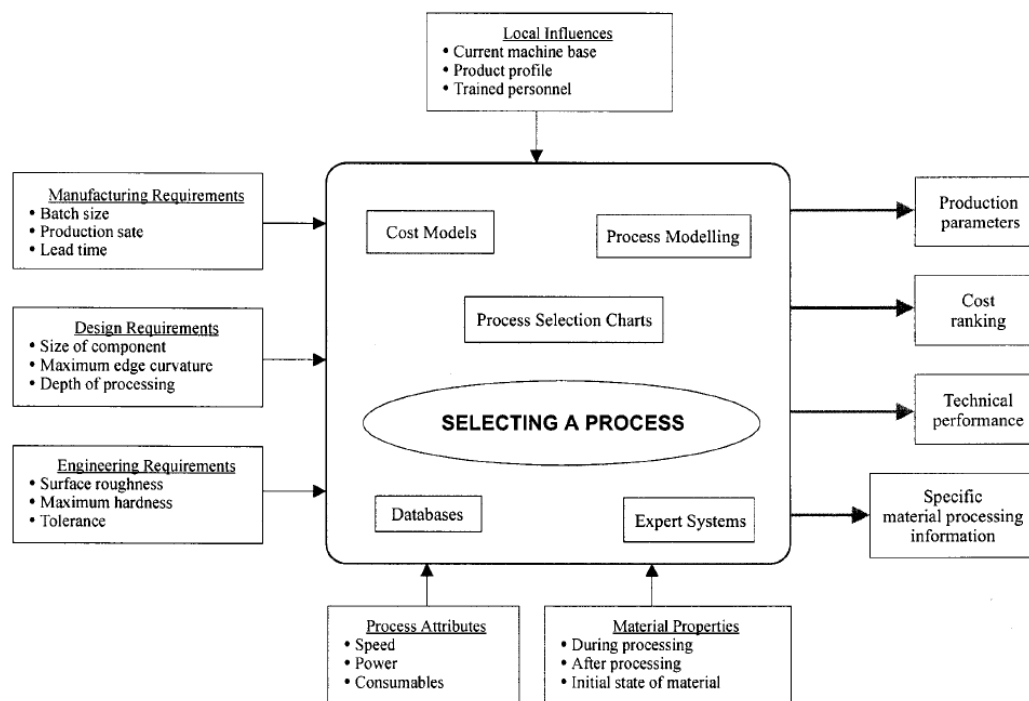 Local Influences
• Current machine base
• Product profile
• Trained personnel
Manufacturing Requirements
• Batch size
• Production sate
• Lead time
Design Requirements
• Size of component
• Maximum edge curvature
• Depth of processing
Engineering Requirements
• Surface roughness
• Maximum hardness
• Tolerance
Cost Models
Process Modelling
Process Selection Charts
SELECTING A PROCESS
Databases
Expert Systems
Production
parameters
Cost
ranking
Technical
performance
Specific
material processing
information
Process Attributes
• Speed
• Power
• Consumables
Material Properties
• During processing
• After processing
• Initial state of material